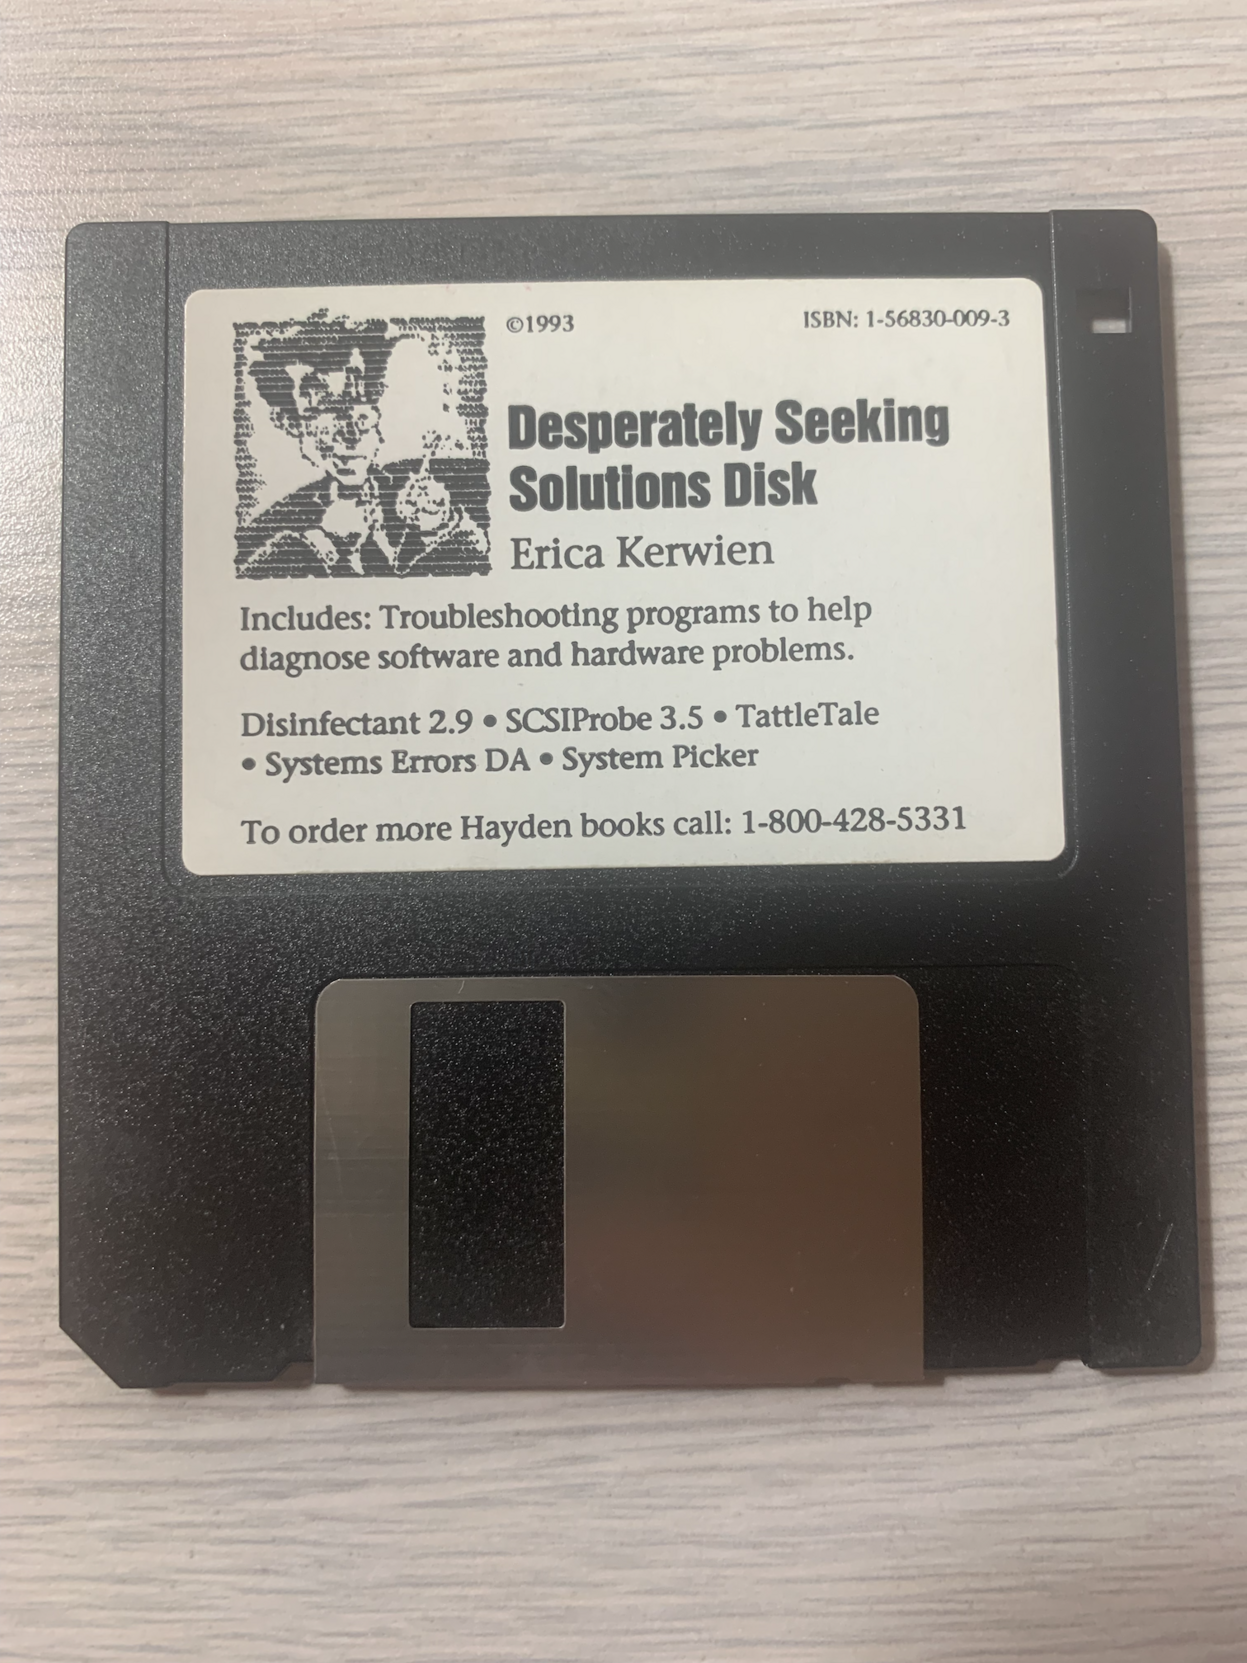 ©1993
ISBN: 1-56830-009-3
Desperately Seeking
Solutions Disk
Erica Kerwien
Includes: Troubleshooting programs to help
diagnose software and hardware problems.
Disinfectant 2.9 • SCSIProbe 3.5 • TattleTale
• Systems Errors DA • System Picker
To order more Hayden books call: 1-800-428-5331